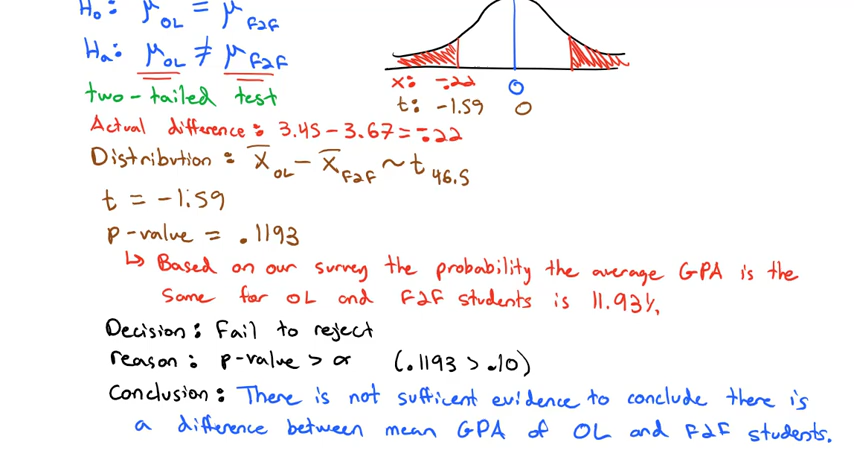 H₀: μ_OL = μ_F2F
Hₐ: μ_OL ≠ μ_F2F
two-tailed test
x: -.22 0
t: -1.59 0
Actual difference: 3.45 - 3.67 = -.22
Distribution: X̄_OL - X̄_F2F ~ t_46.5
t = -1.59
p-value = .1193
↳ Based on our survey the probability the average GPA is the
same for OL and F2F students is 11.93%.
Decision: Fail to reject
reason: p-value > α (.1193 > .10)
Conclusion: There is not sufficent evidence to conclude there is
a difference between mean GPA of OL and F2F students.